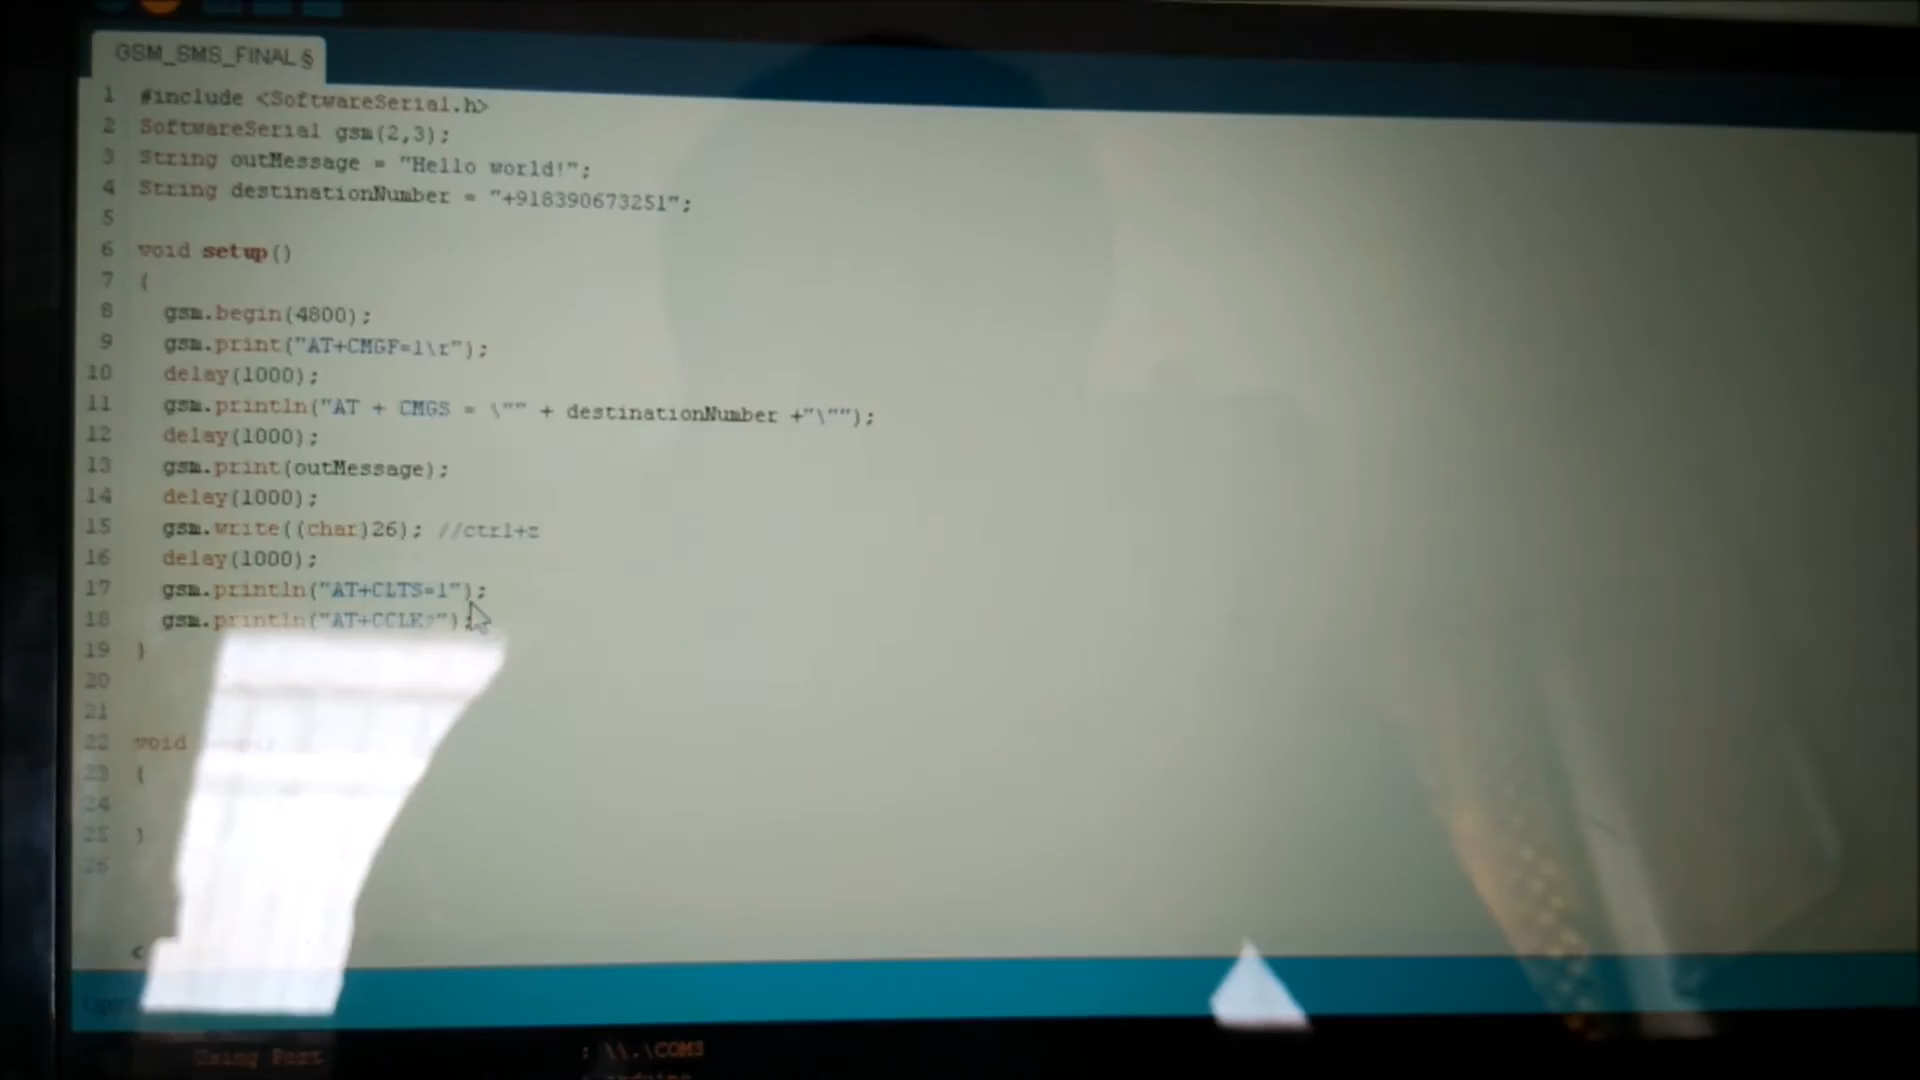 GSM_SMS_FINAL §
1 #include <SoftwareSerial.h>
2 SoftwareSerial gsm(2,3);
3 String outMessage = "Hello world!";
4 String destinationNumber = "+918390673251";
5
6 void setup()
7 {
8 gsm.begin(4800);
9 gsm.print("AT+CMGF=1\r");
10 delay(1000);
11 gsm.println("AT + CMGS = \"" + destinationNumber +"\"");
12 delay(1000);
13 gsm.print(outMessage);
14 delay(1000);
15 gsm.write((char)26); //ctrl+z
16 delay(1000);
17 gsm.println("AT+CLTS=1");
18 gsm.println("AT+CCLK?");
19 }
20
21
22 void
23 {
24
25 }
26
Using Port : \\.\COM3
: arduino